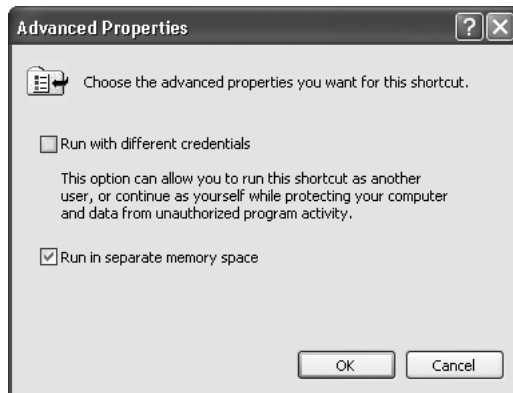 Advanced Properties
Choose the advanced properties you want for this shortcut.
Run with different credentials
This option can allow you to run this shortcut as another
user, or continue as yourself while protecting your computer
and data from unauthorized program activity.
Run in separate memory space
OK
Cancel